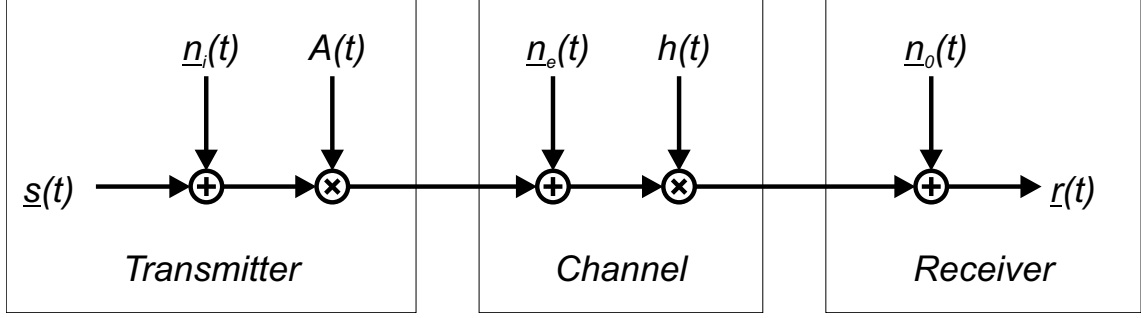 n_i(t) A(t) n_e(t) h(t) n_0(t)
s(t) + × + × + r(t)
Transmitter Channel Receiver